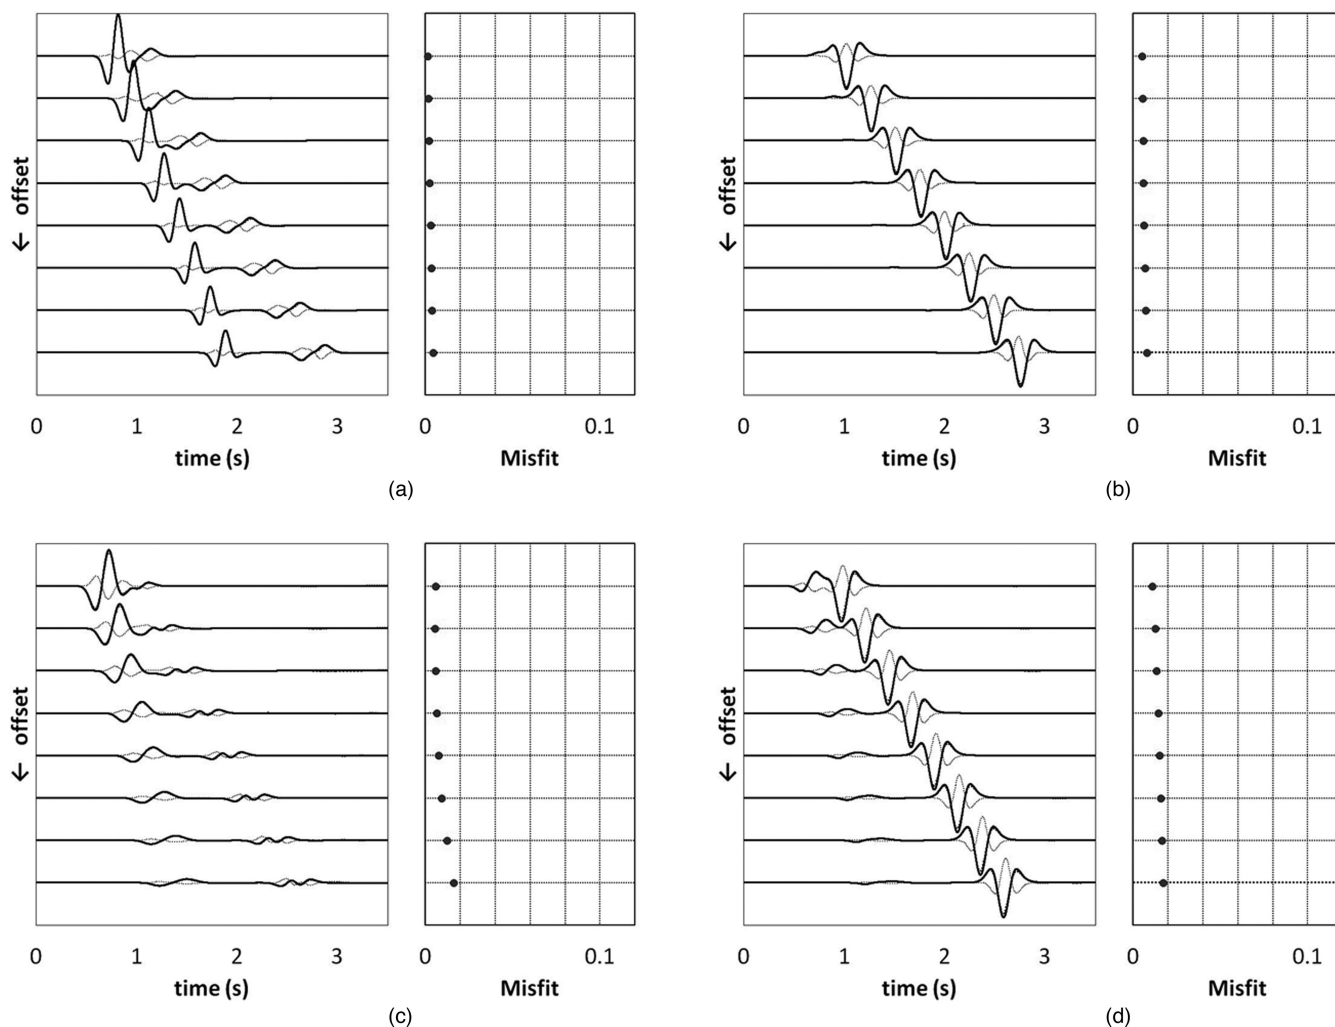 ← offset
0 1 2 3
time (s)
0 0.1
Misfit
(a)
← offset
0 1 2 3
time (s)
0 0.1
Misfit
(b)
← offset
0 1 2 3
time (s)
0 0.1
Misfit
(c)
← offset
0 1 2 3
time (s)
0 0.1
Misfit
(d)